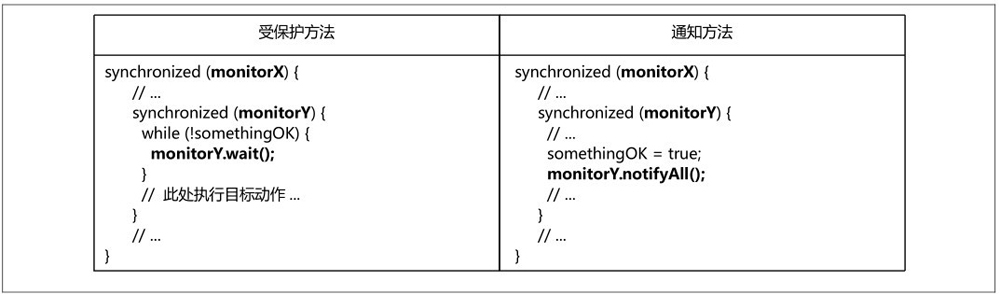 受保护方法
synchronized (monitorX) {
// ...
synchronized (monitorY) {
while (!somethingOK) {
monitorY.wait();
}
// 此处执行目标动作 ...
}
// ...
}
通知方法
synchronized (monitorX) {
// ...
synchronized (monitorY) {
// ...
somethingOK = true;
monitorY.notifyAll();
// ...
}
// ...
}